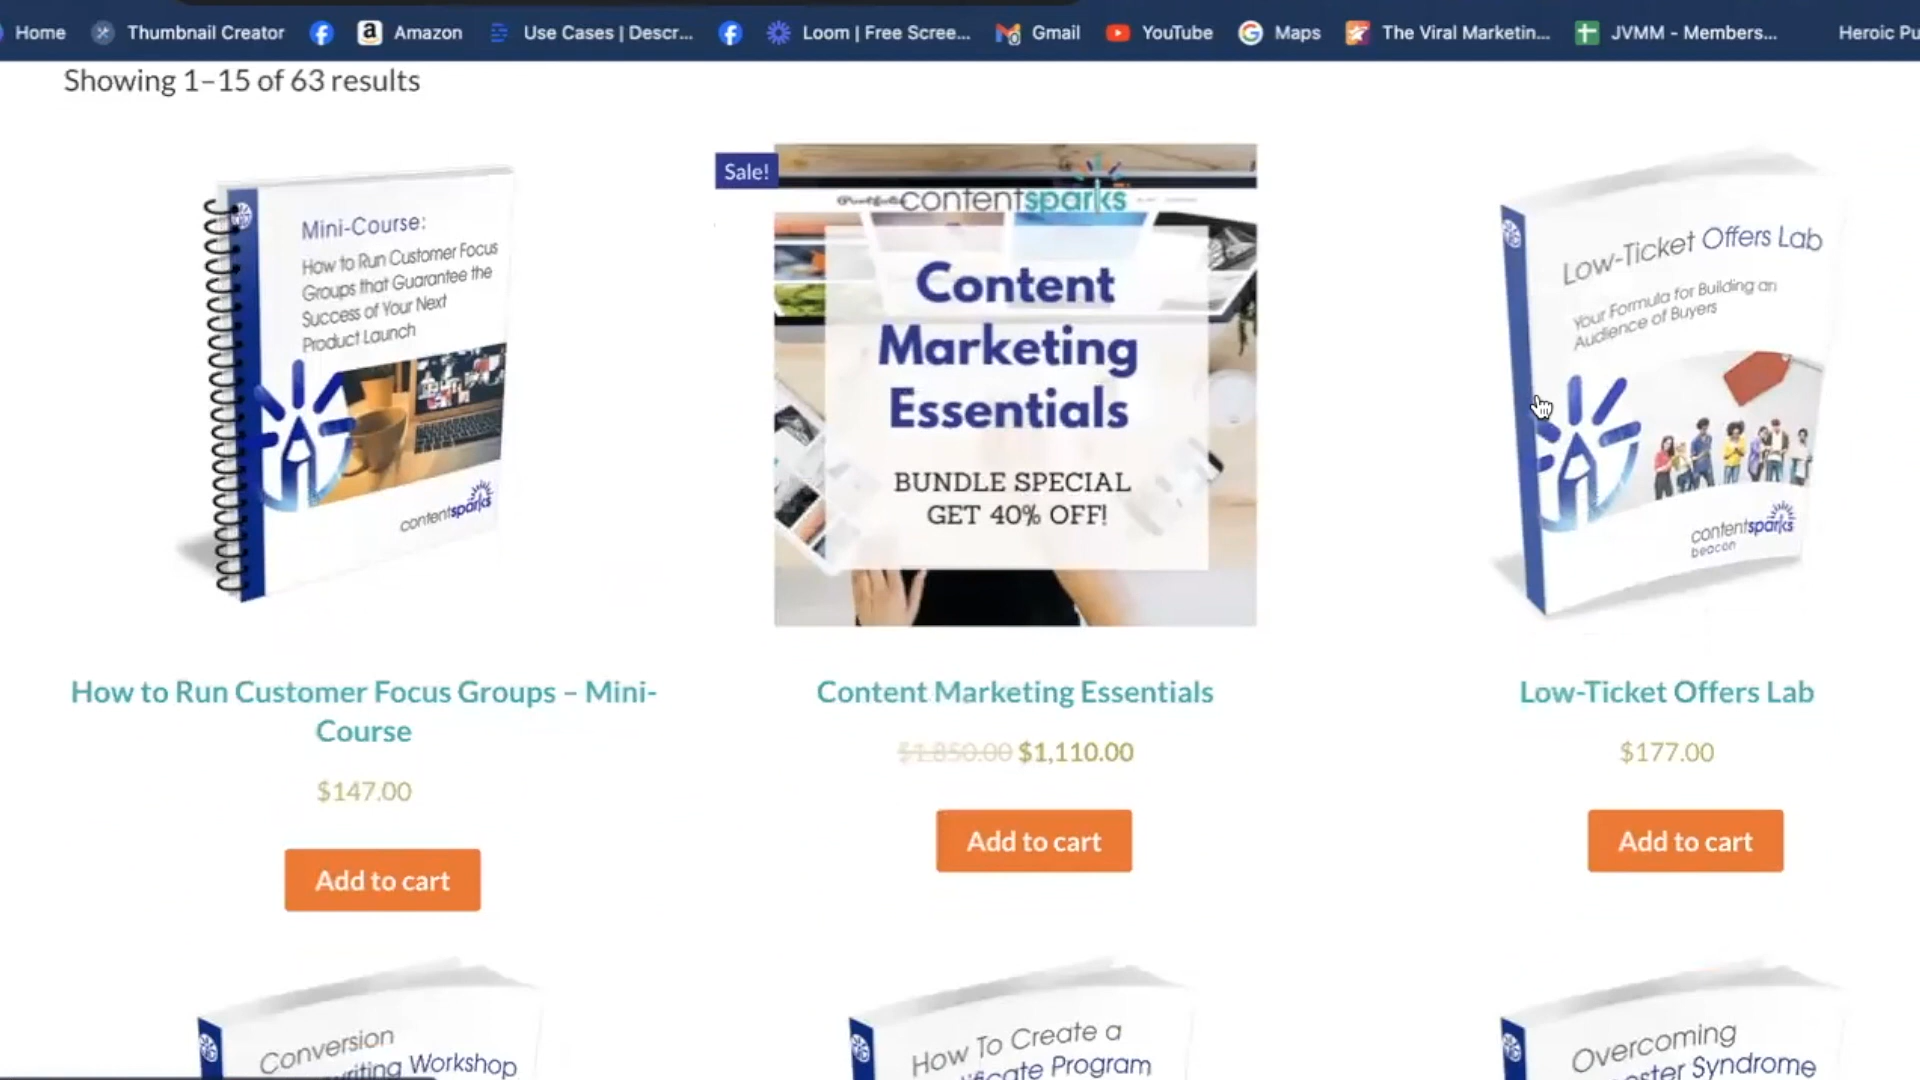 Home Thumbnail Creator Amazon Use Cases | Descr... Loom | Free Scree... Gmail YouTube Maps The Viral Marketin... JVMM - Members... Heroic Pu
Showing 1–15 of 63 results
Mini-Course:
How to Run Customer Focus
Groups that Guarantee the
Success of Your Next
Product Launch
contentsparks
Sale!
contentsparks
Content
Marketing
Essentials
BUNDLE SPECIAL
GET 40% OFF!
Low-Ticket Offers Lab
Your Formula for Building an
Audience of Buyers
contentsparks
beacon
How to Run Customer Focus Groups – Mini-
Course
$147.00
Add to cart
Content Marketing Essentials
$1,850.00 $1,110.00
Add to cart
Low-Ticket Offers Lab
$177.00
Add to cart
Conversion
writing Workshop
How To Create a
ificate Program
Overcoming
oster Syndrome